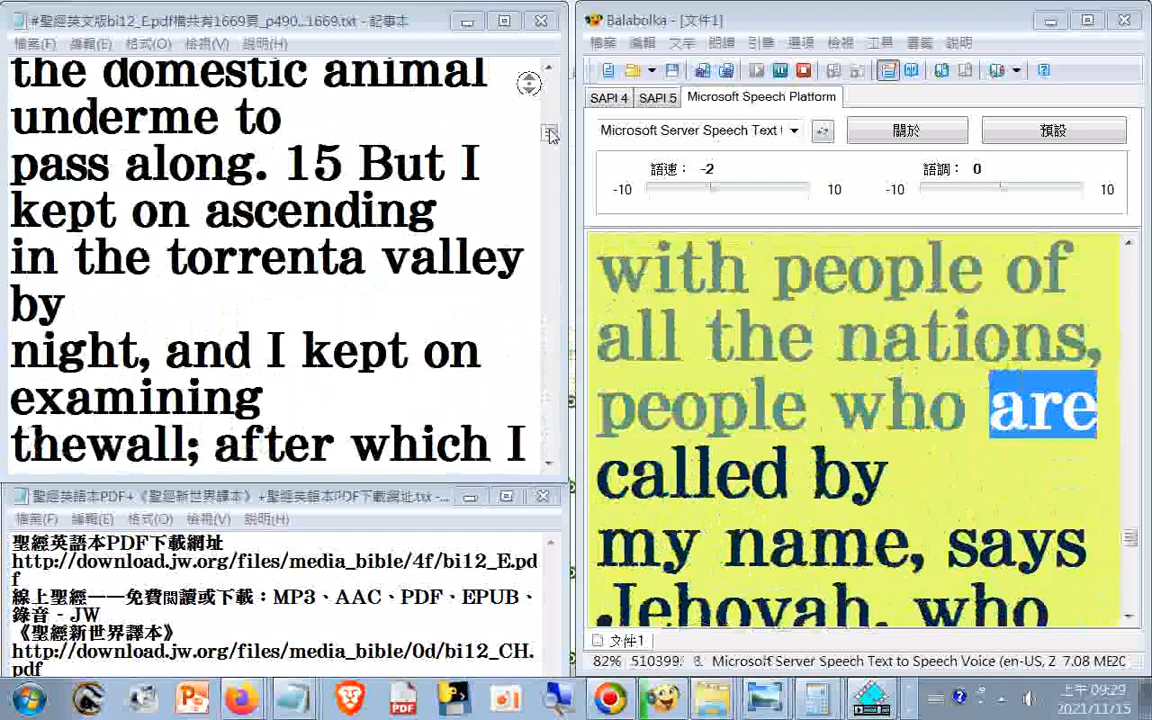 #聖經英文版bi12_E.pdf檔共有1669頁_p490...1669.txt - 記事本
檔案(F) 編輯(E) 格式(O) 檢視(V) 說明(H)
the domestic animal
underme to
pass along. 15 But I
kept on ascending
in the torrenta valley
by
night, and I kept on
examining
thewall; after which I
聖經英語本PDF+《聖經新世界譯本》+聖經英語本PDF下載網址.txt -...
檔案(F) 編輯(E) 格式(O) 檢視(V) 說明(H)
聖經英語本PDF下載網址
http://download.jw.org/files/media_bible/4f/bi12_E.pd
f
線上聖經——免費閱讀或下載：MP3、AAC、PDF、EPUB、
錄音 - JW
《聖經新世界譯本》
http://download.jw.org/files/media_bible/0d/bi12_CH.
pdf
Balabolka - [文件1]
檔案 編輯 文字 朗讀 引擎 選項 檢視 工具 書籤 說明
SAPI 4 SAPI 5 Microsoft Speech Platform
Microsoft Server Speech Text 關於 預設
語速： -2 語調： 0
-10 10 -10 10
with people of
all the nations,
people who are
called by
my name, says
Jehovah, who
文件1
82% 510399 Microsoft Server Speech Text to Speech Voice (en-US, Z 7.08 ME20
PDF
上午 09:29
2021/11/15